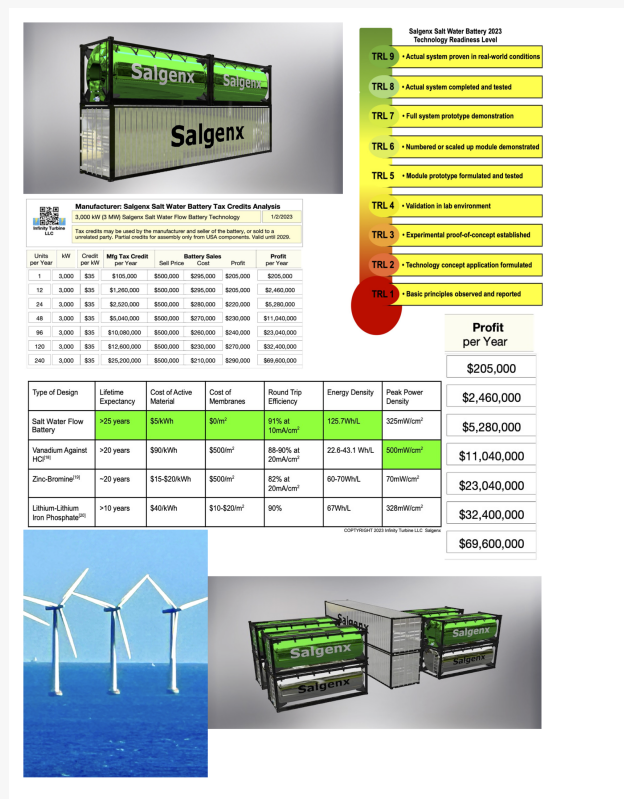 Salgenx
Salgenx
Salgenx
Salgenx Salt Water Battery 2023
Technology Readiness Level
TRL 9 • Actual system proven in real-world conditions
TRL 8 • Actual system completed and tested
TRL 7 • Full system prototype demonstration
TRL 6 • Numbered or scaled up module demonstrated
TRL 5 • Module prototype formulated and tested
TRL 4 • Validation in lab environment
TRL 3 • Experimental proof-of-concept established
TRL 2 • Technology concept application formulated
TRL 1 • Basic principles observed and reported
Infinity Turbine
LLC
Manufacturer: Salgenx Salt Water Battery Tax Credits Analysis
3,000 kW (3 MW) Salgenx Salt Water Flow Battery Technology 1/2/2023
Tax credits may be used by the manufacturer and seller of the battery, or sold to a
unrelated party. Partial credits for assembly only from USA components. Valid until 2029.
Units kW Credit Mfg Tax Credit Battery Sales Profit
per Year per kW per Year Sell Price Cost Profit per Year
1 3,000 $35 $105,000 $500,000 $295,000 $205,000 $205,000
12 3,000 $35 $1,260,000 $500,000 $295,000 $205,000 $2,460,000
24 3,000 $35 $2,520,000 $500,000 $280,000 $220,000 $5,280,000
48 3,000 $35 $5,040,000 $500,000 $270,000 $230,000 $11,040,000
96 3,000 $35 $10,080,000 $500,000 $260,000 $240,000 $23,040,000
120 3,000 $35 $12,600,000 $500,000 $230,000 $270,000 $32,400,000
240 3,000 $35 $25,200,000 $500,000 $210,000 $290,000 $69,600,000
Profit
per Year
$205,000
$2,460,000
$5,280,000
$11,040,000
$23,040,000
$32,400,000
$69,600,000
Type of Design Lifetime Cost of Active Cost of Round Trip Energy Density Peak Power
Expectancy Material Membranes Efficiency Density
Salt Water Flow >25 years $5/kWh $0/m² 91% at 125.7Wh/L 325mW/cm²
Battery 10mA/cm²
Vanadium Against >20 years $90/kWh $500/m² 88-90% at 22.6-43.1 Wh/L 500mW/cm²
HCl[18] 20mA/cm²
Zinc-Bromine[19] ~20 years $15-$20/kWh $500/m² 82% at 60-70Wh/L 70mW/cm²
20mA/cm²
Lithium-Lithium >10 years $40/kWh $10-$20/m² 90% 67Wh/L 328mW/cm²
Iron Phosphate[20]
COPTYRIGHT 2023 Infinity Turbine LLC Salgenx
Salgenx
Salgenx
Salgenx
Salgenx
Salgenx